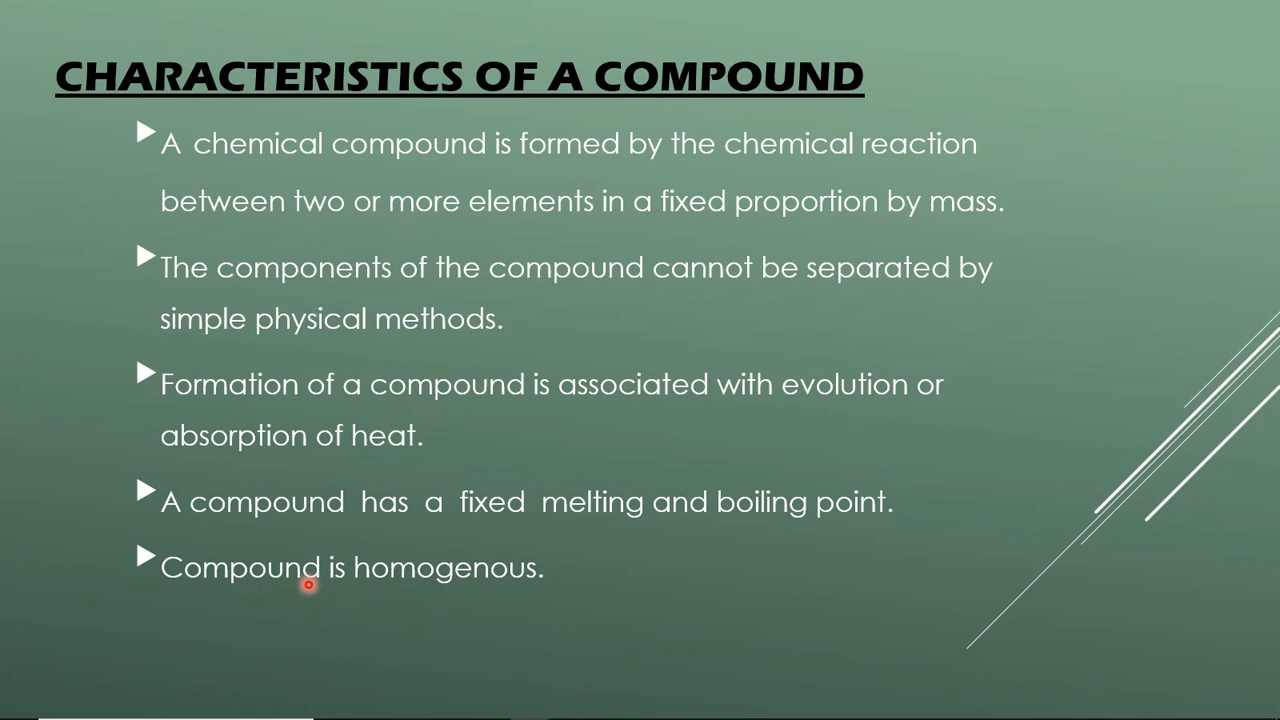 CHARACTERISTICS OF A COMPOUND
A chemical compound is formed by the chemical reaction
between two or more elements in a fixed proportion by mass.
The components of the compound cannot be separated by
simple physical methods.
Formation of a compound is associated with evolution or
absorption of heat.
A compound has a fixed melting and boiling point.
Compound is homogenous.